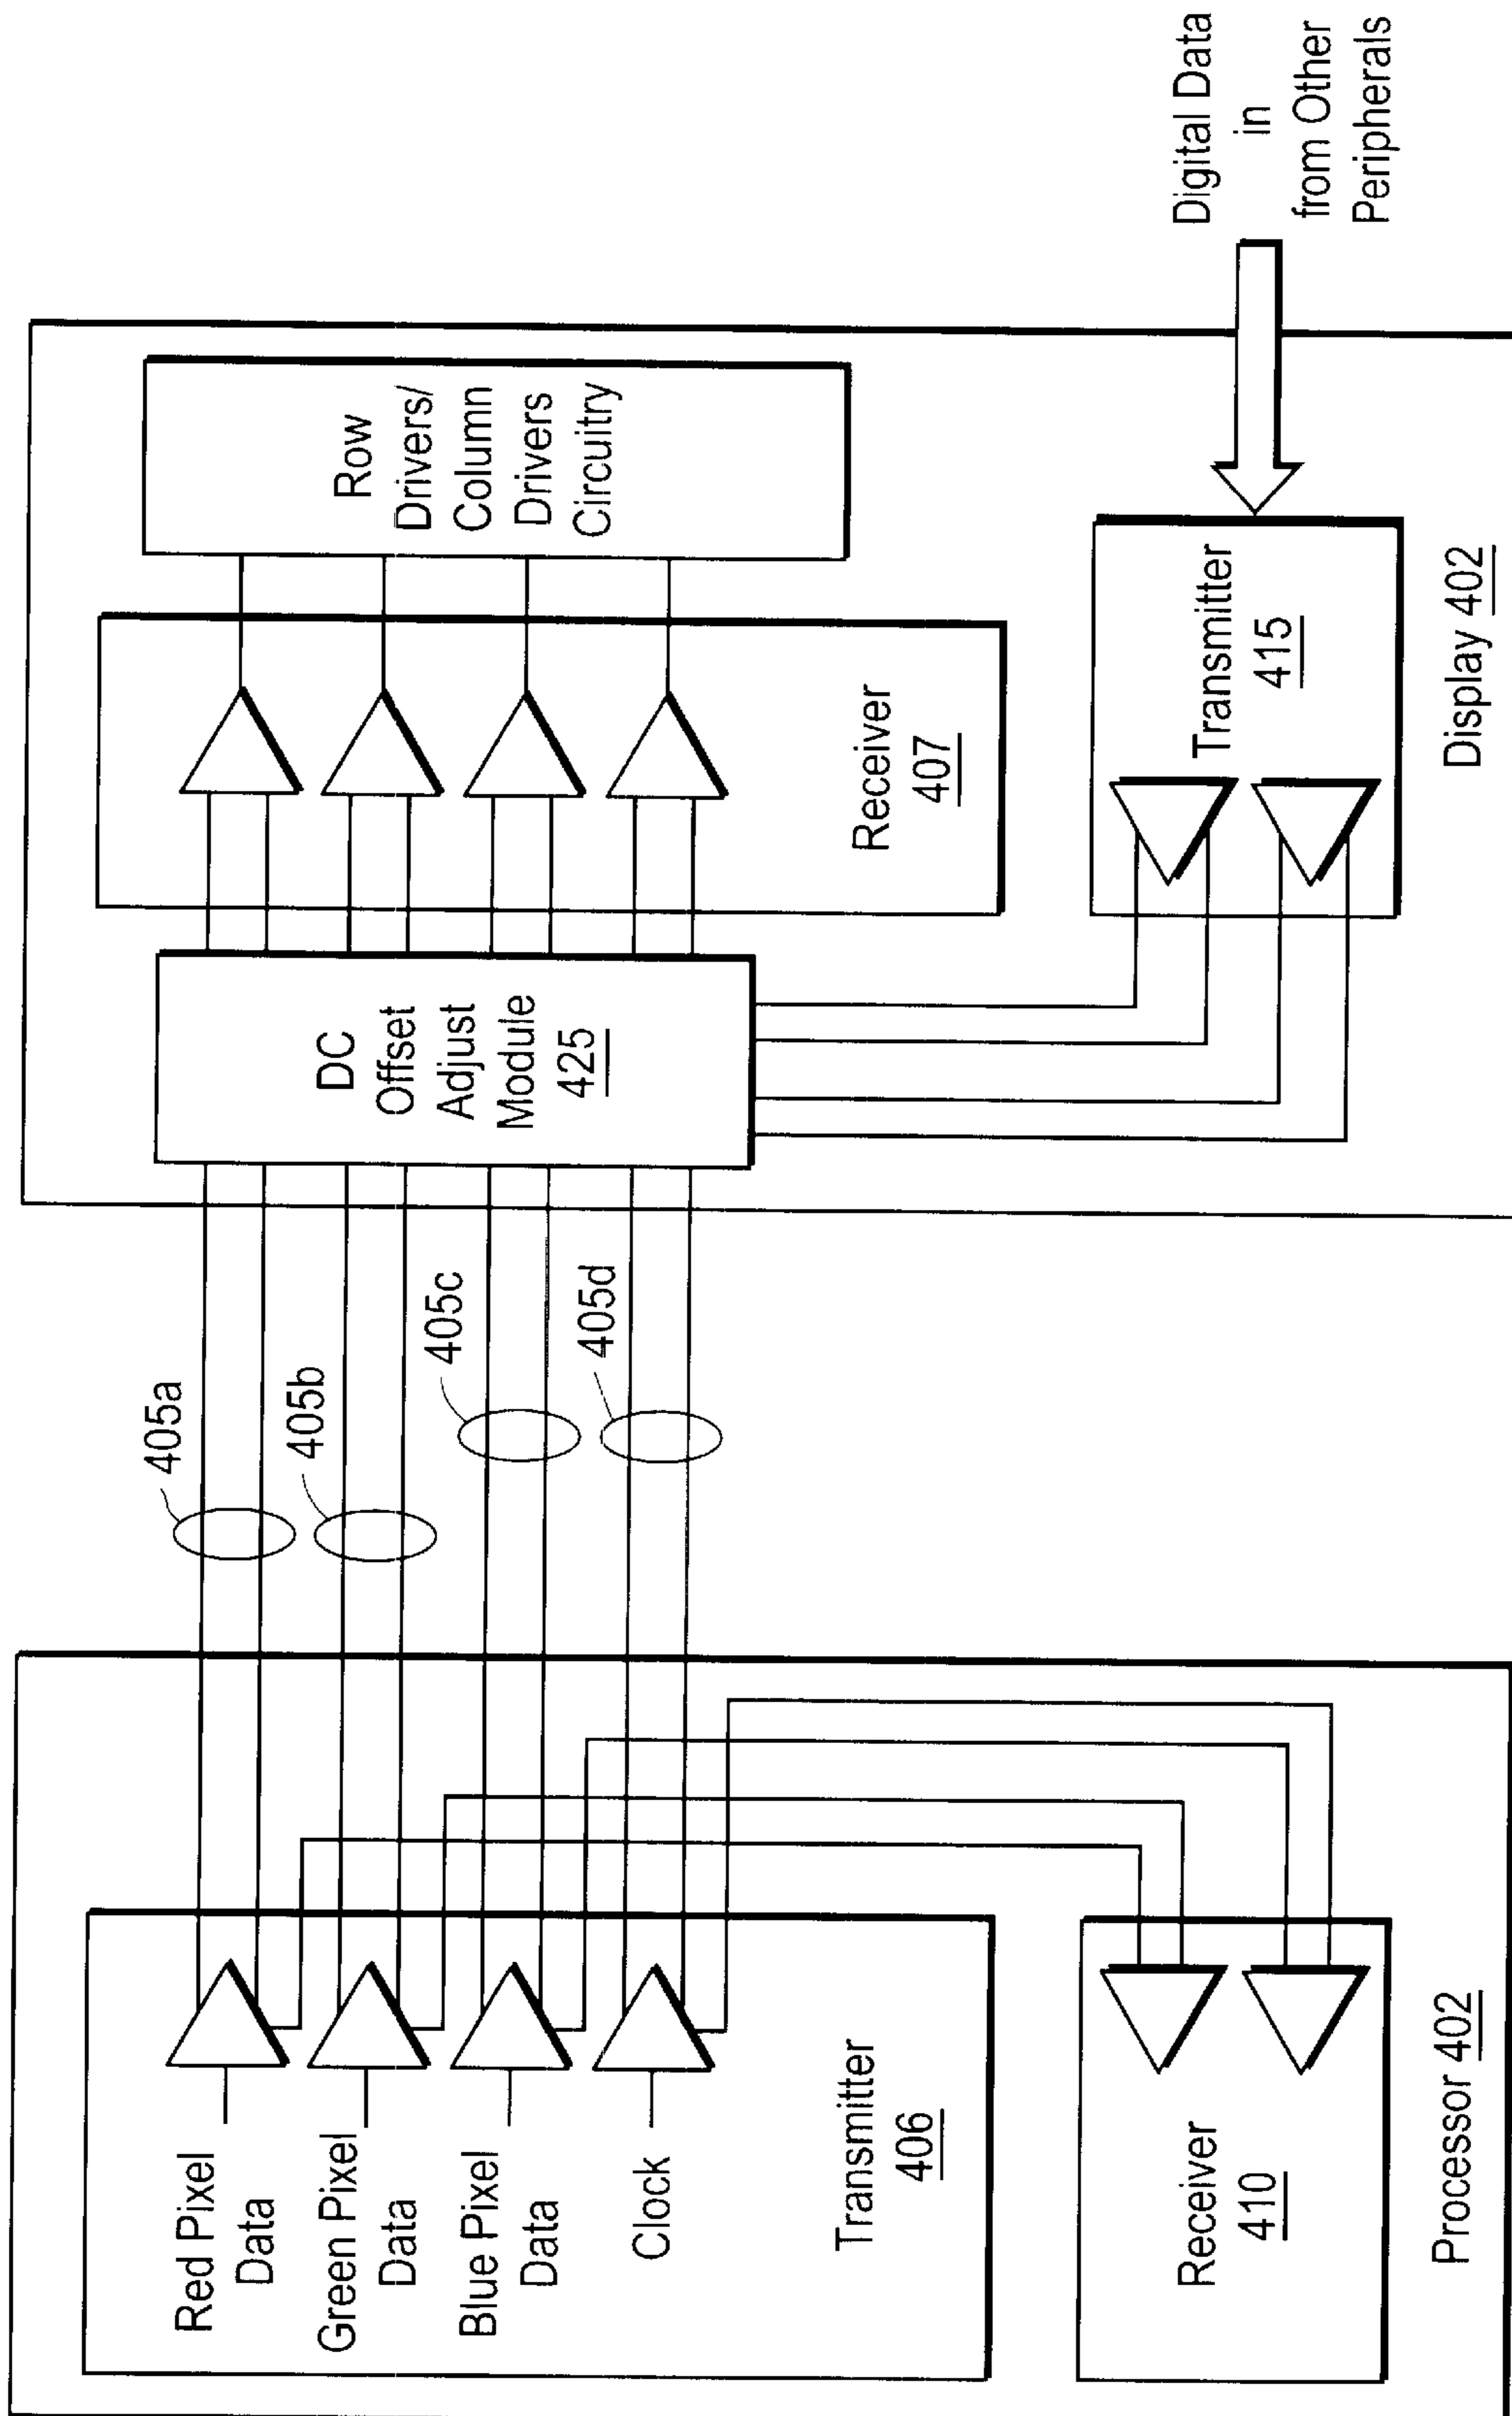 Red Pixel
Data
Green Pixel
Data
Blue Pixel
Data
Clock
Transmitter
406
Receiver
410
Processor 402
405a
405b
405c
405d
DC
Offset
Adjust
Module
425
Receiver
407
Row
Drivers/
Column
Drivers
Circuitry
Transmitter
415
Display 402
Digital Data
in
from Other
Peripherals